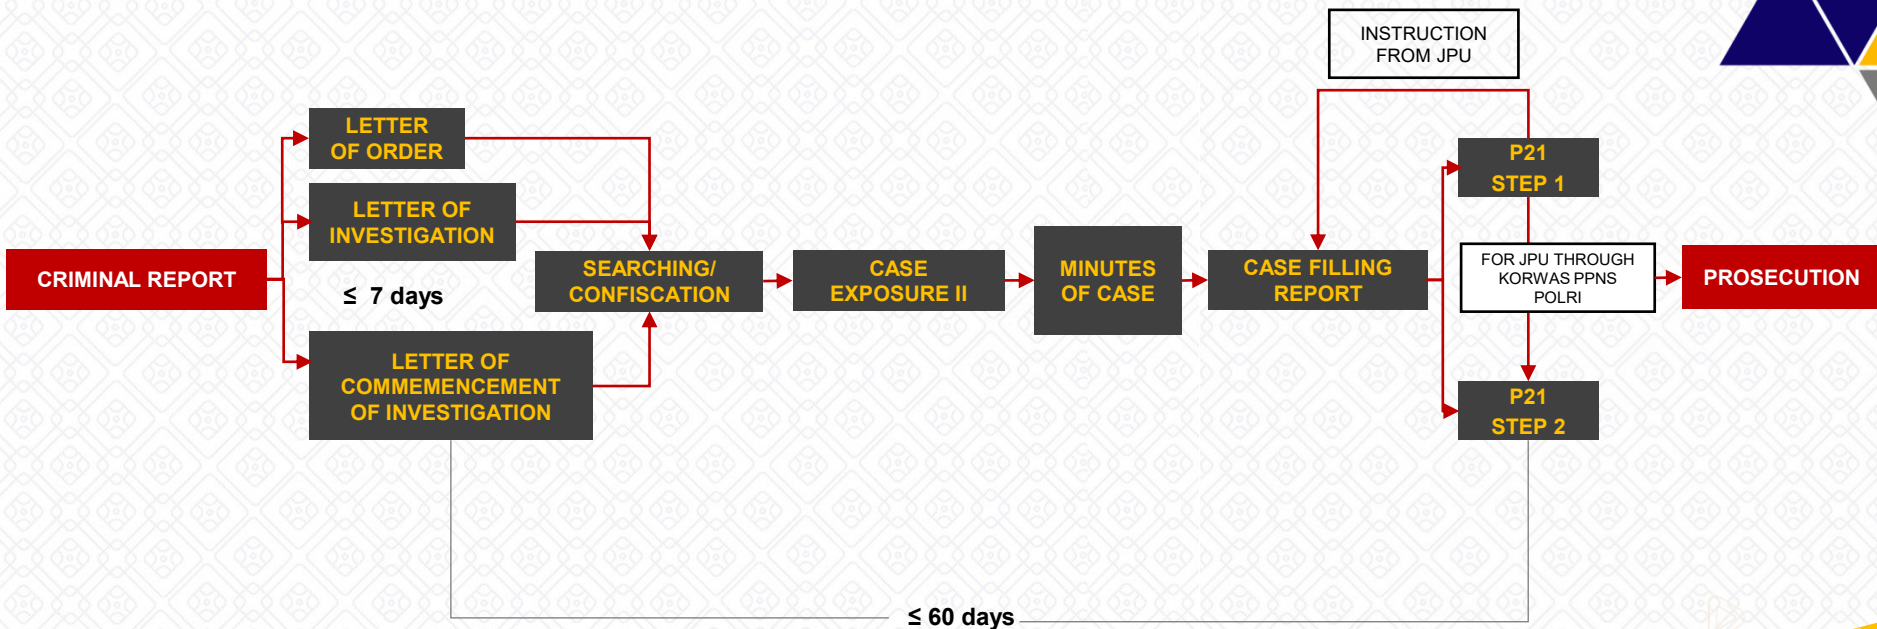 INSTRUCTION
FROM JPU
LETTER
OF ORDER
LETTER OF
INVESTIGATION
CRIMINAL REPORT
≤ 7 days
LETTER OF
COMMEMENCEMENT
OF INVESTIGATION
SEARCHING/
CONFISCATION
CASE
EXPOSURE II
MINUTES
OF CASE
CASE FILLING
REPORT
P21
STEP 1
FOR JPU THROUGH
KORWAS PPNS
POLRI
P21
STEP 2
PROSECUTION
≤ 60 days